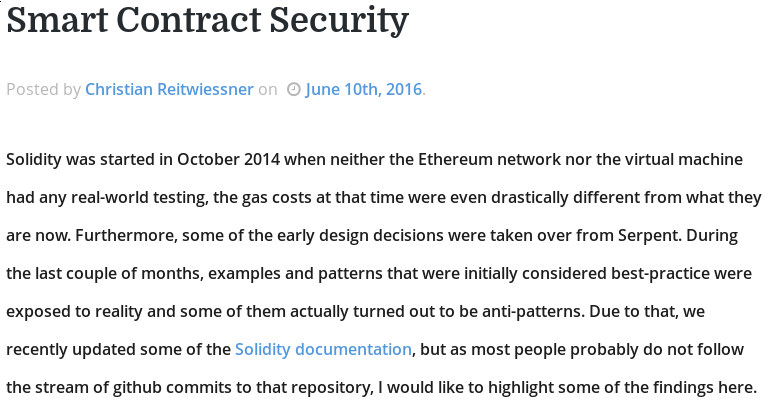 Smart Contract Security
Posted by Christian Reitwiessner on June 10th, 2016.
Solidity was started in October 2014 when neither the Ethereum network nor the virtual machine
had any real-world testing, the gas costs at that time were even drastically different from what they
are now. Furthermore, some of the early design decisions were taken over from Serpent. During
the last couple of months, examples and patterns that were initially considered best-practice were
exposed to reality and some of them actually turned out to be anti-patterns. Due to that, we
recently updated some of the Solidity documentation, but as most people probably do not follow
the stream of github commits to that repository, I would like to highlight some of the findings here.